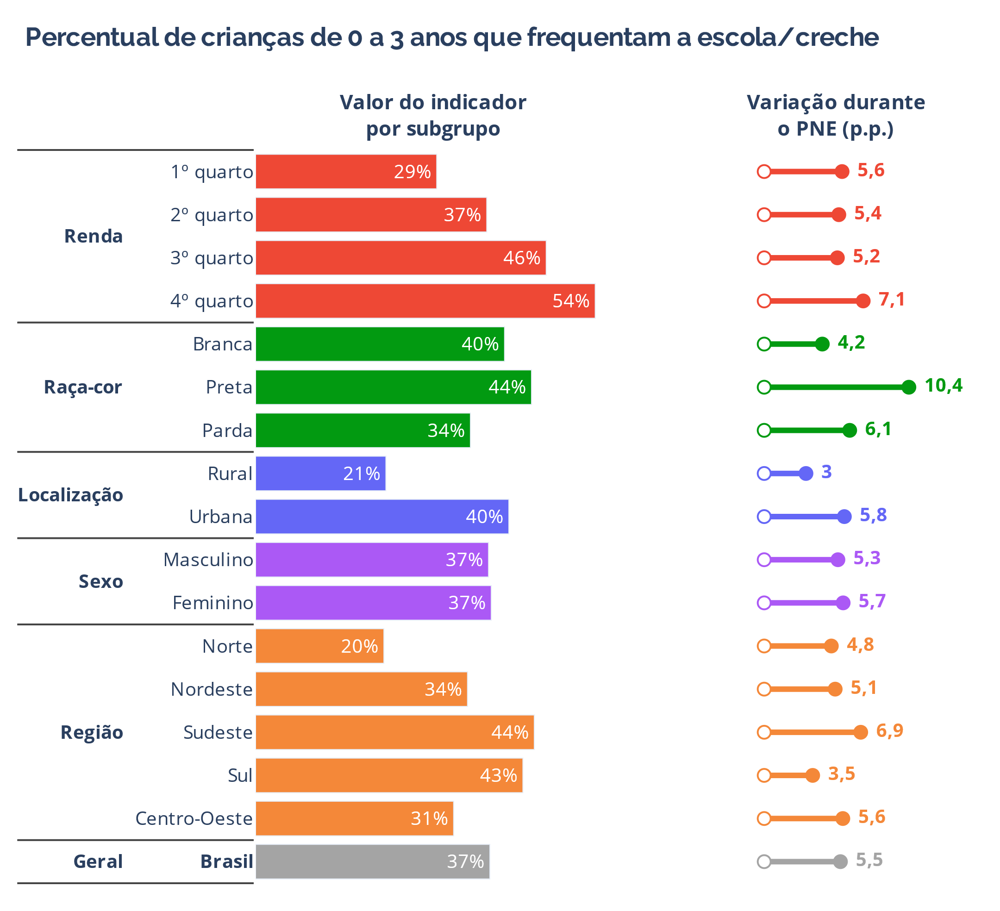 Percentual de crianças de 0 a 3 anos que frequentam a escola/creche
Valor do indicador
por subgrupo
Variação durante
o PNE (p.p.)
Renda
1º quarto 29% 5,6
2º quarto 37% 5,4
3º quarto 46% 5,2
4º quarto 54% 7,1
Raça-cor
Branca 40% 4,2
Preta 44% 10,4
Parda 34% 6,1
Localização
Rural 21% 3
Urbana 40% 5,8
Sexo
Masculino 37% 5,3
Feminino 37% 5,7
Região
Norte 20% 4,8
Nordeste 34% 5,1
Sudeste 44% 6,9
Sul 43% 3,5
Centro-Oeste 31% 5,6
Geral
Brasil 37% 5,5